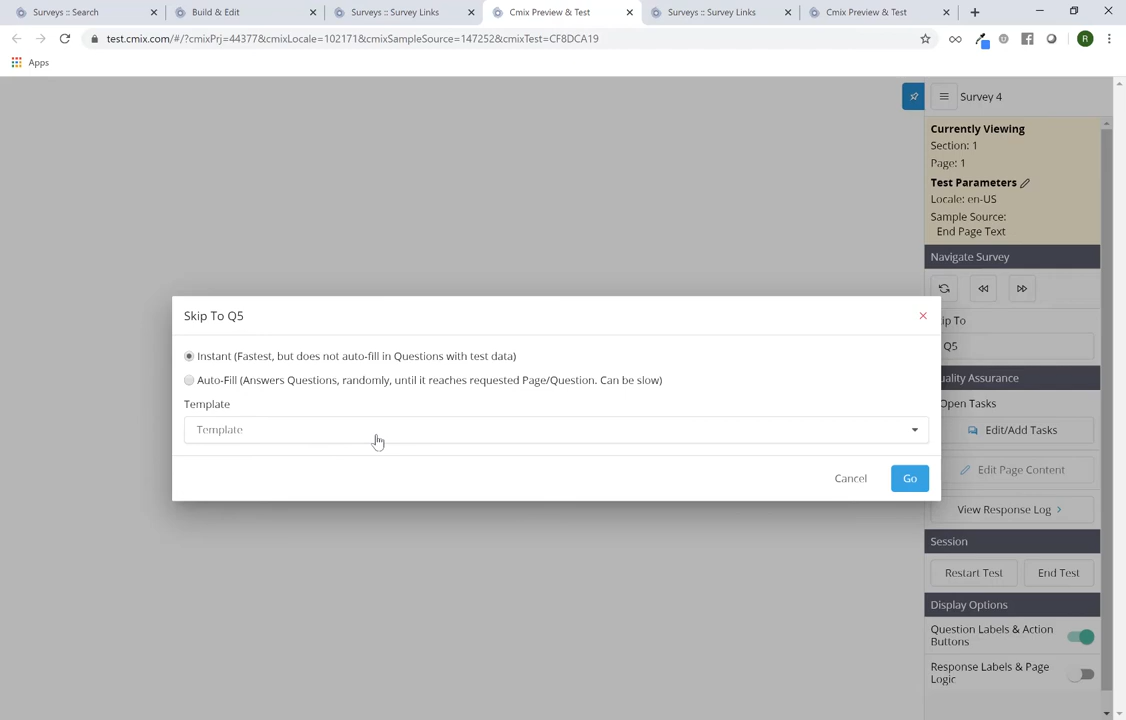 Surveys :: Search
Build & Edit
Surveys :: Survey Links
Cmix Preview & Test
Surveys :: Survey Links
Cmix Preview & Test
test.cmix.com/#/?cmixPrj=44377&cmixLocale=102171&cmixSampleSource=147252&cmixTest=CF8DCA19
R
Apps
Survey 4
Currently Viewing
Section: 1
Page: 1
Test Parameters
Locale: en-US
Sample Source:
End Page Text
Navigate Survey
ip To
Q5
uality Assurance
Open Tasks
Edit/Add Tasks
Edit Page Content
View Response Log
Session
Restart Test
End Test
Display Options
Question Labels & Action
Buttons
Response Labels & Page
Logic
Skip To Q5
Instant (Fastest, but does not auto-fill in Questions with test data)
Auto-Fill (Answers Questions, randomly, until it reaches requested Page/Question. Can be slow)
Template
Template
Cancel
Go